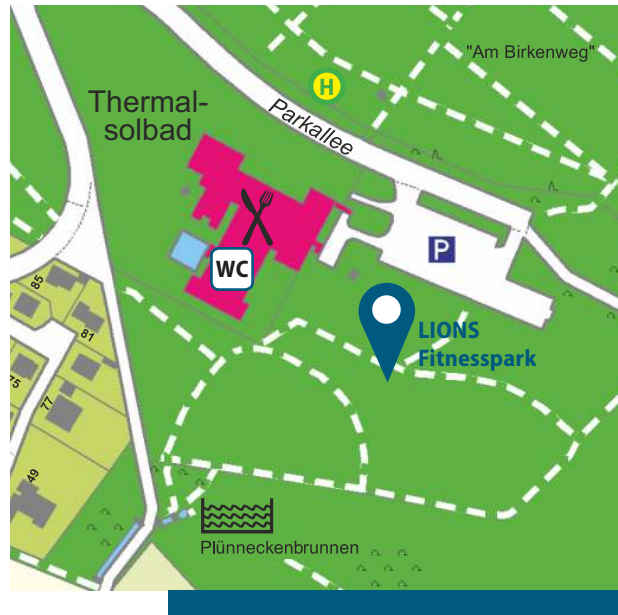 "Am Birkenweg"
H
Thermal-
solbad
Parkallee
P
WC
LIONS
Fitnesspark
85
81
75
77
49
Plünneckenbrunnen